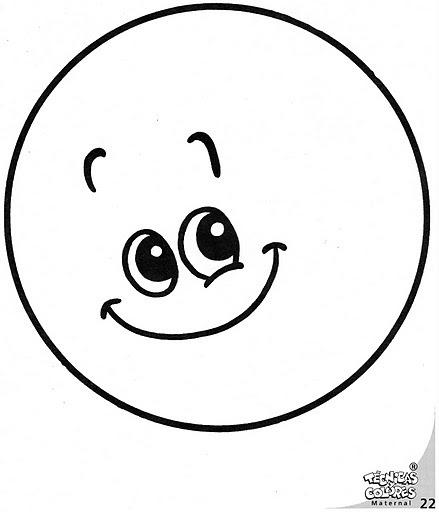 TÉCNICAS
Y
COLORES
®
Maternal
22